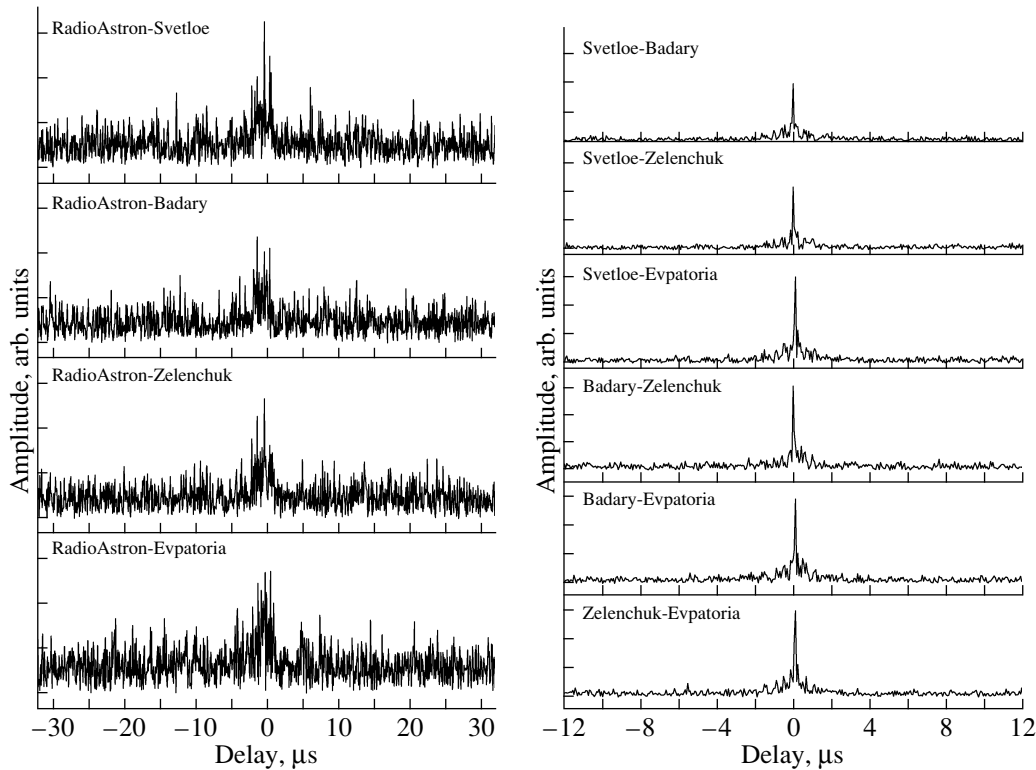 RadioAstron-Svetloe
RadioAstron-Badary
RadioAstron-Zelenchuk
RadioAstron-Evpatoria
Amplitude, arb. units
−30 −20 −10 0 10 20 30
Delay, μs
Svetloe-Badary
Svetloe-Zelenchuk
Svetloe-Evpatoria
Badary-Zelenchuk
Badary-Evpatoria
Zelenchuk-Evpatoria
Amplitude, arb. units
−12 −8 −4 0 4 8 12
Delay, μs